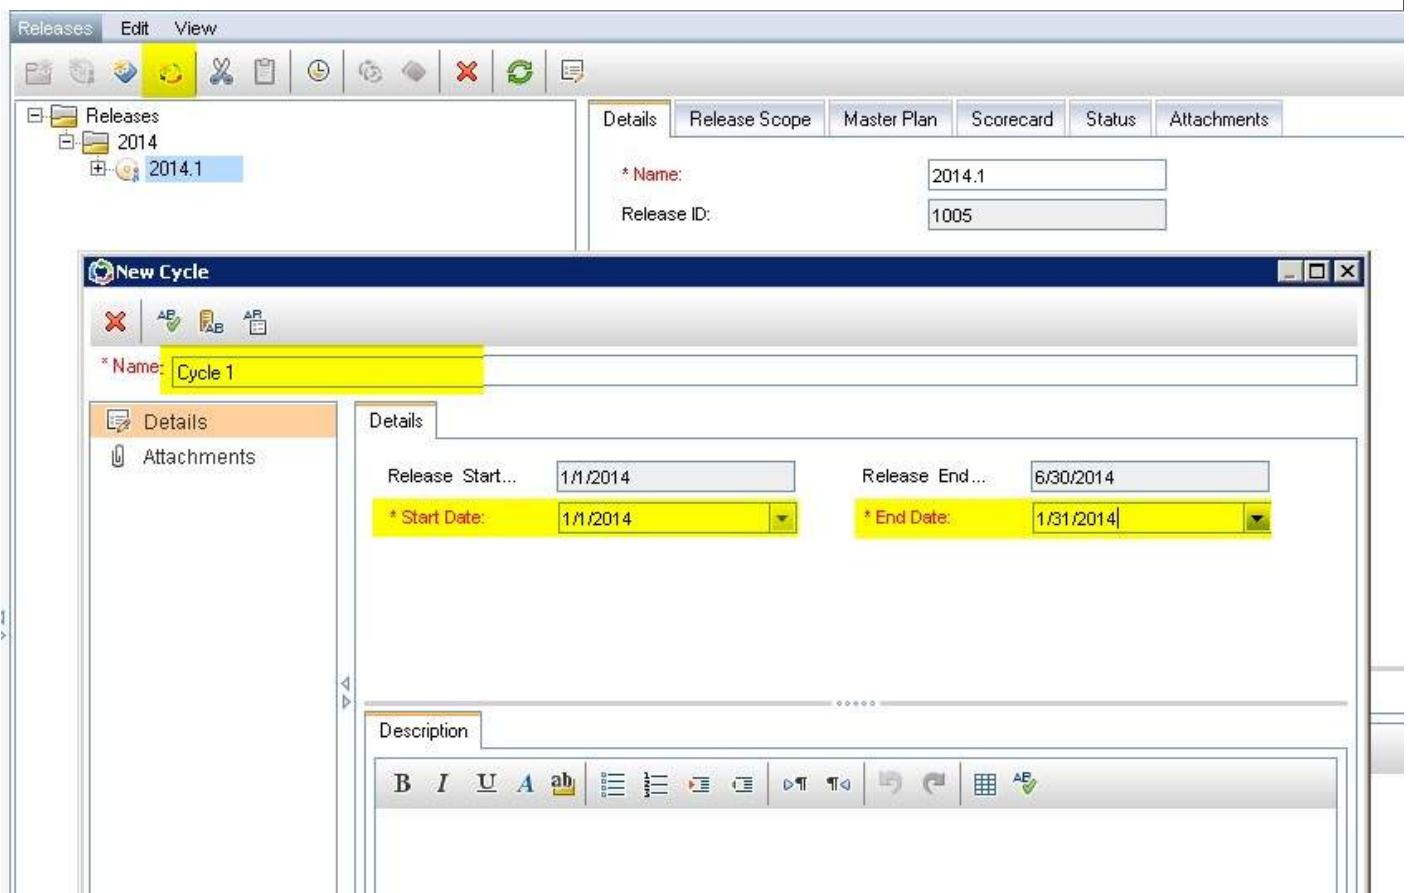 Releases Edit View
Releases
2014
2014.1
Details Release Scope Master Plan Scorecard Status Attachments
* Name: 2014.1
Release ID: 1005
New Cycle
* Name: Cycle 1
Details
Attachments
Details
Release Start... 1/1/2014 Release End... 6/30/2014
* Start Date: 1/1/2014 * End Date: 1/31/2014
Description
B I U A ab